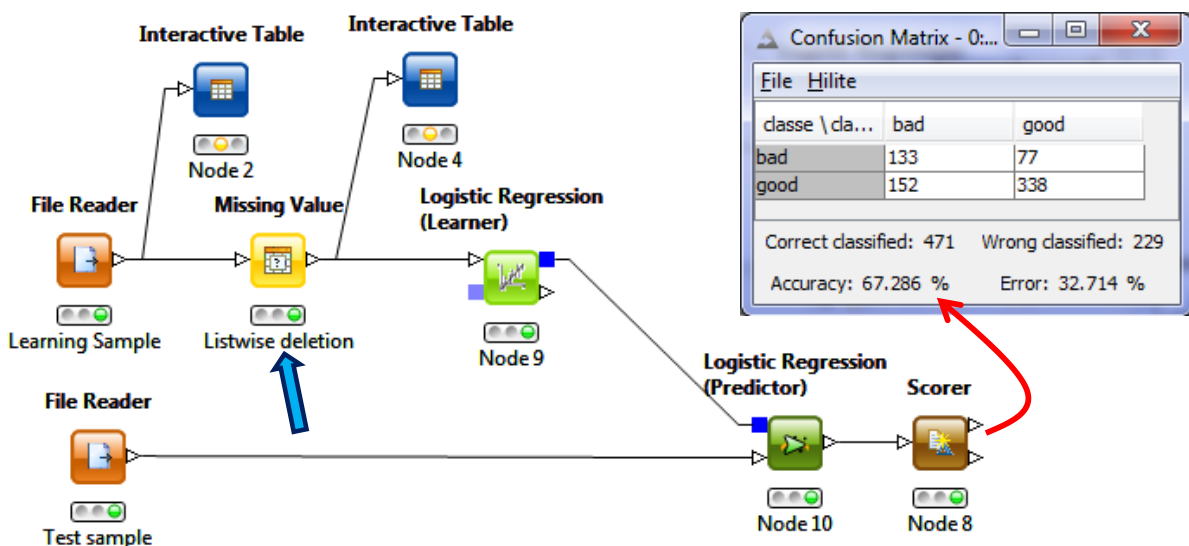 Interactive Table
Node 2
Interactive Table
Node 4
File Reader
Learning Sample
Missing Value
Listwise deletion
Logistic Regression
(Learner)
Node 9
File Reader
Test sample
Logistic Regression
(Predictor)
Node 10
Scorer
Node 8
Confusion Matrix - 0:...
File Hilite
classe \ cla... bad good
bad 133 77
good 152 338
Correct classified: 471 Wrong classified: 229
Accuracy: 67.286 % Error: 32.714 %